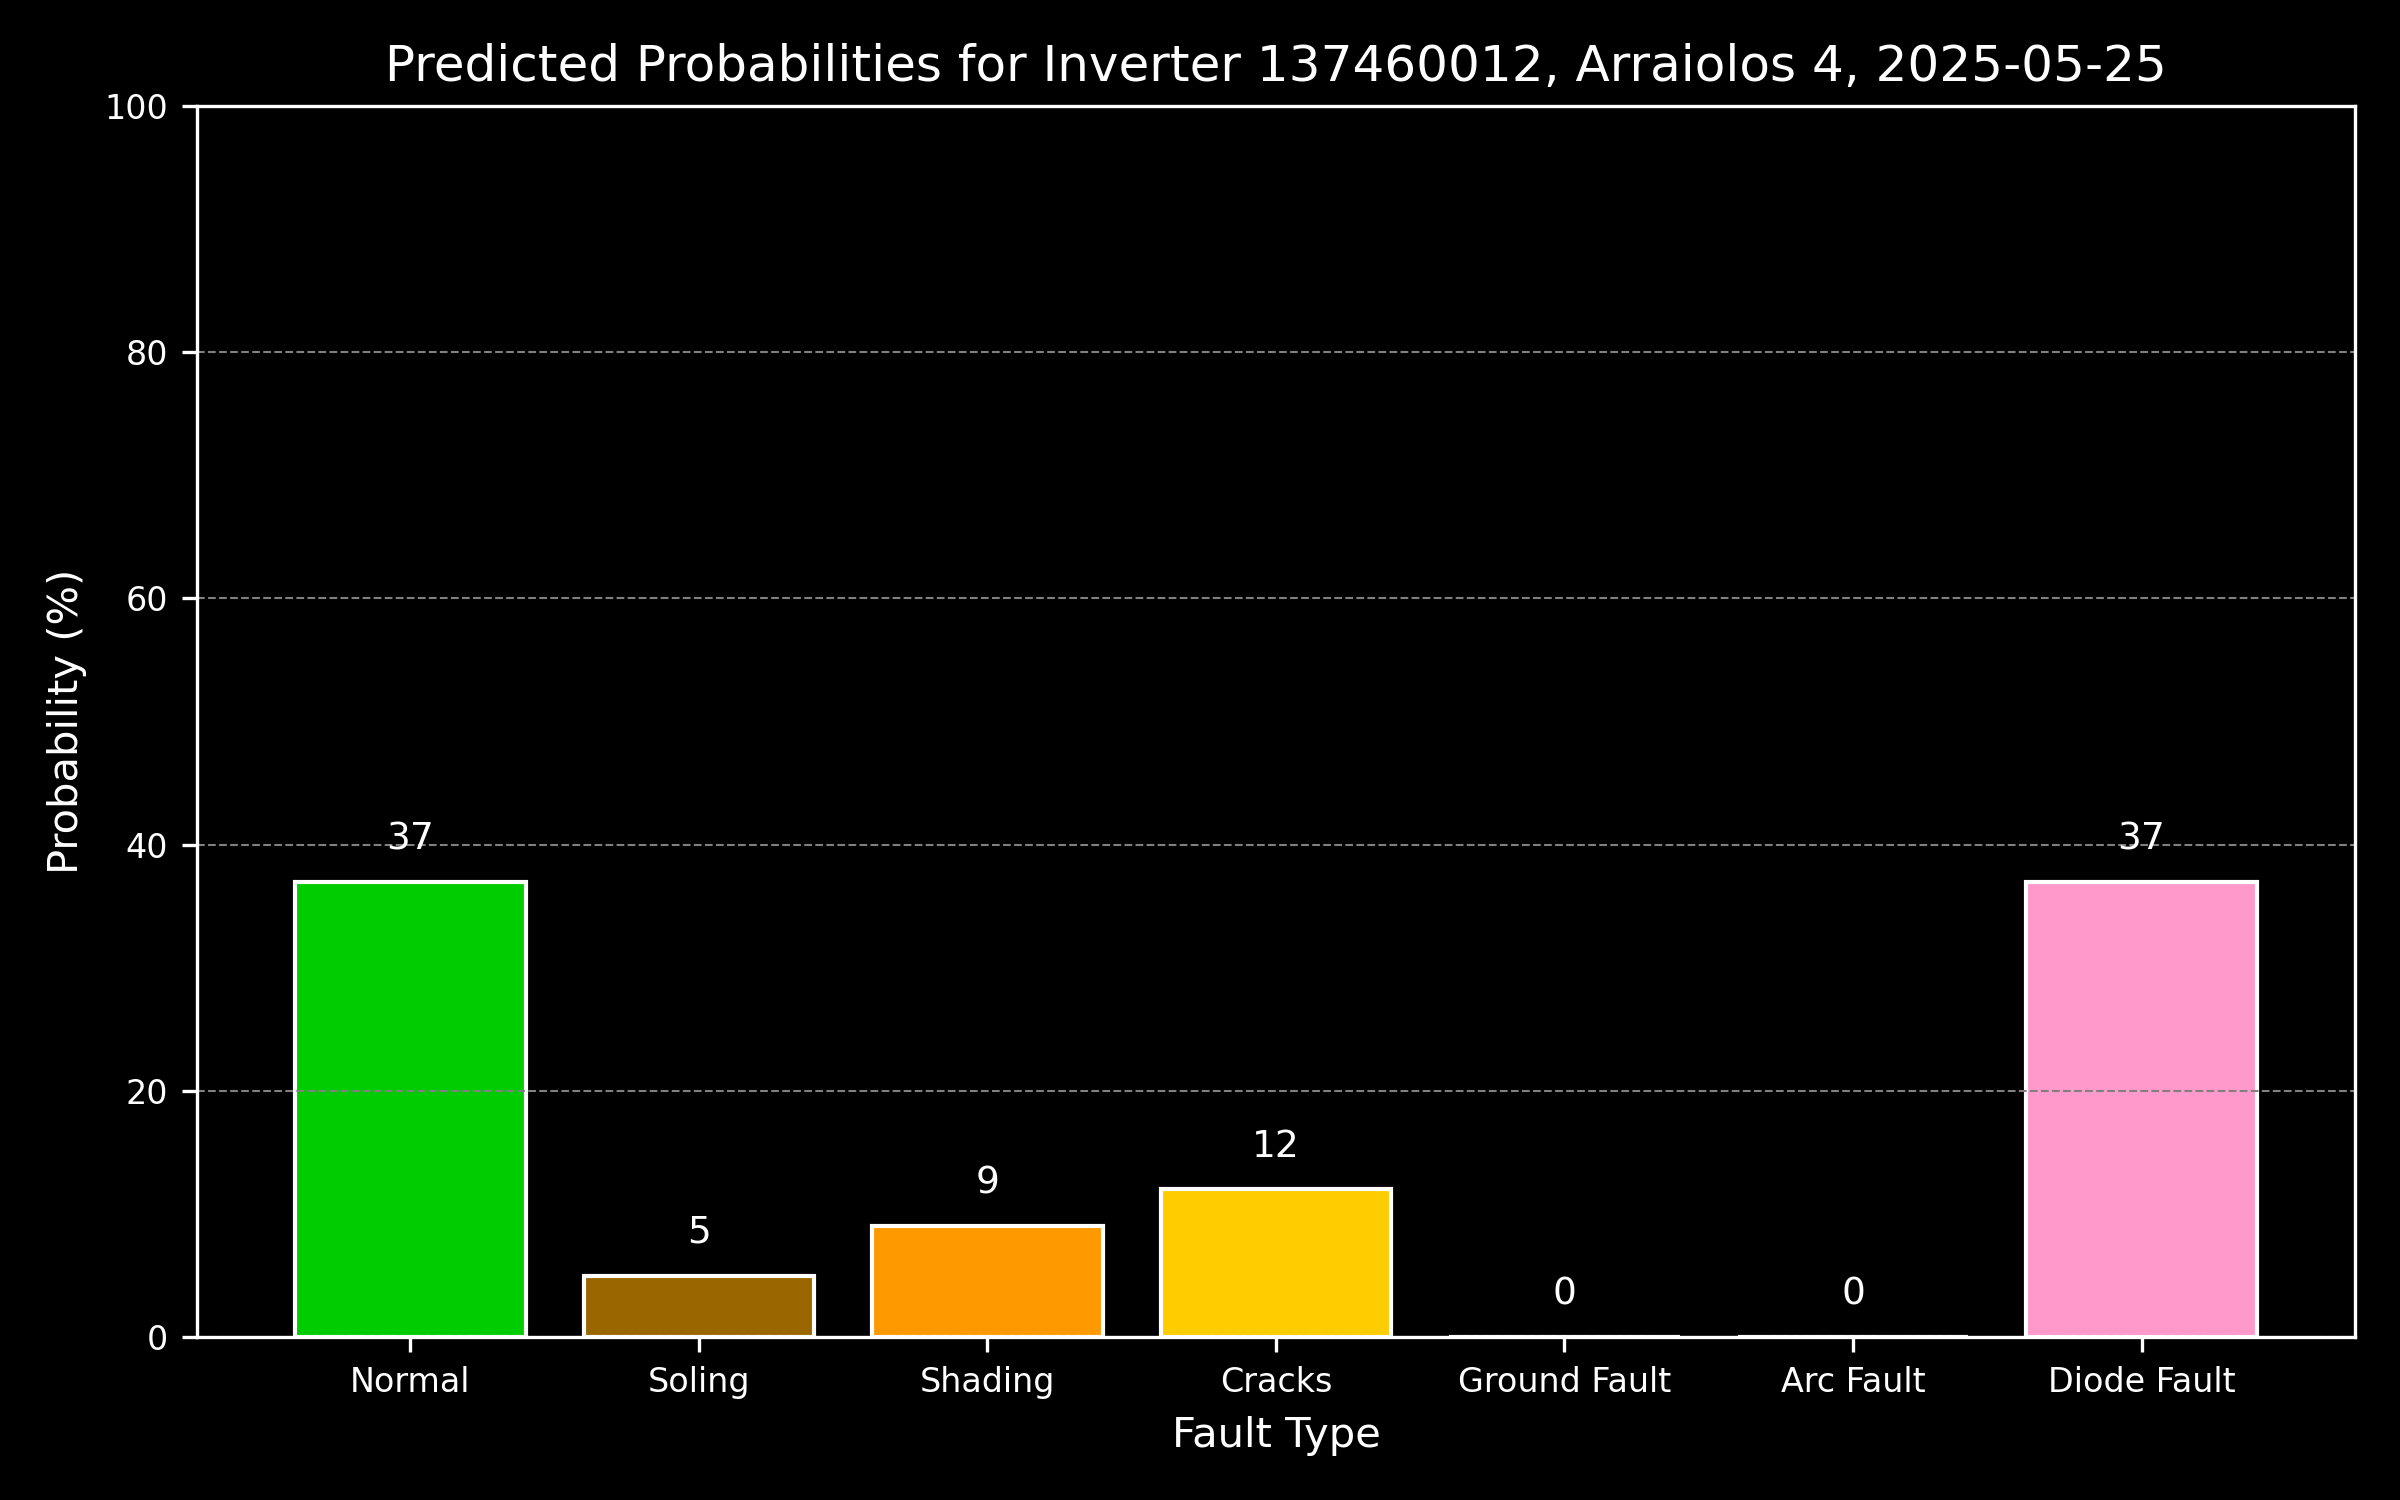 Predicted Probabilities for Inverter 137460012, Arraiolos 4, 2025-05-25
100
80
60
40
20
0
Probability (%)
37
5
9
12
0
0
37
Normal
Soling
Shading
Cracks
Ground Fault
Arc Fault
Diode Fault
Fault Type